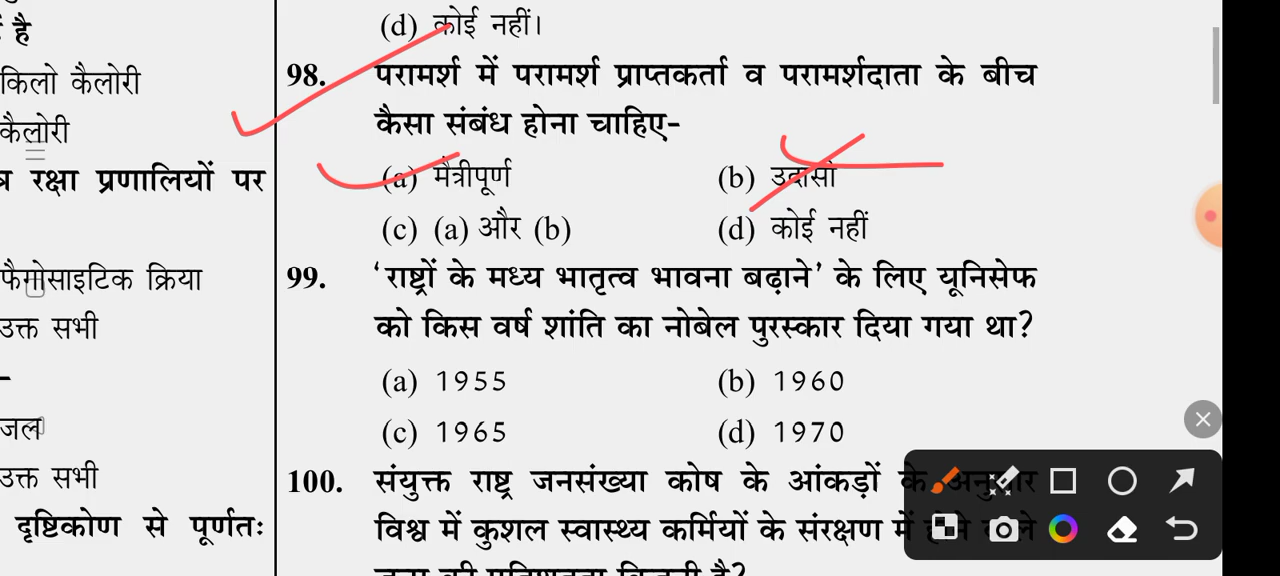 र्इ है
किलो कैलोरी
कैलोरी
त्र रक्षा प्रणालियों पर
फैगोसाइटिक क्रिया
उक्त सभी
जल
उक्त सभी
दृष्टिकोण से पूर्णतः
(d) कोई नहीं।
98. परामर्श में परामर्श प्राप्तकर्ता व परामर्शदाता के बीच
कैसा संबंध होना चाहिए-
(a) मैत्रीपूर्ण (b) उदासी
(c) (a) और (b) (d) कोई नहीं
99. ‘राष्ट्रों के मध्य भातृत्व भावना बढ़ाने’ के लिए यूनिसेफ
को किस वर्ष शांति का नोबेल पुरस्कार दिया गया था?
(a) 1955 (b) 1960
(c) 1965 (d) 1970
100. संयुक्त राष्ट्र जनसंख्या कोष के आंकड़ों के अनुसार
विश्व में कुशल स्वास्थ्य कर्मियों के संरक्षण में होने वाले